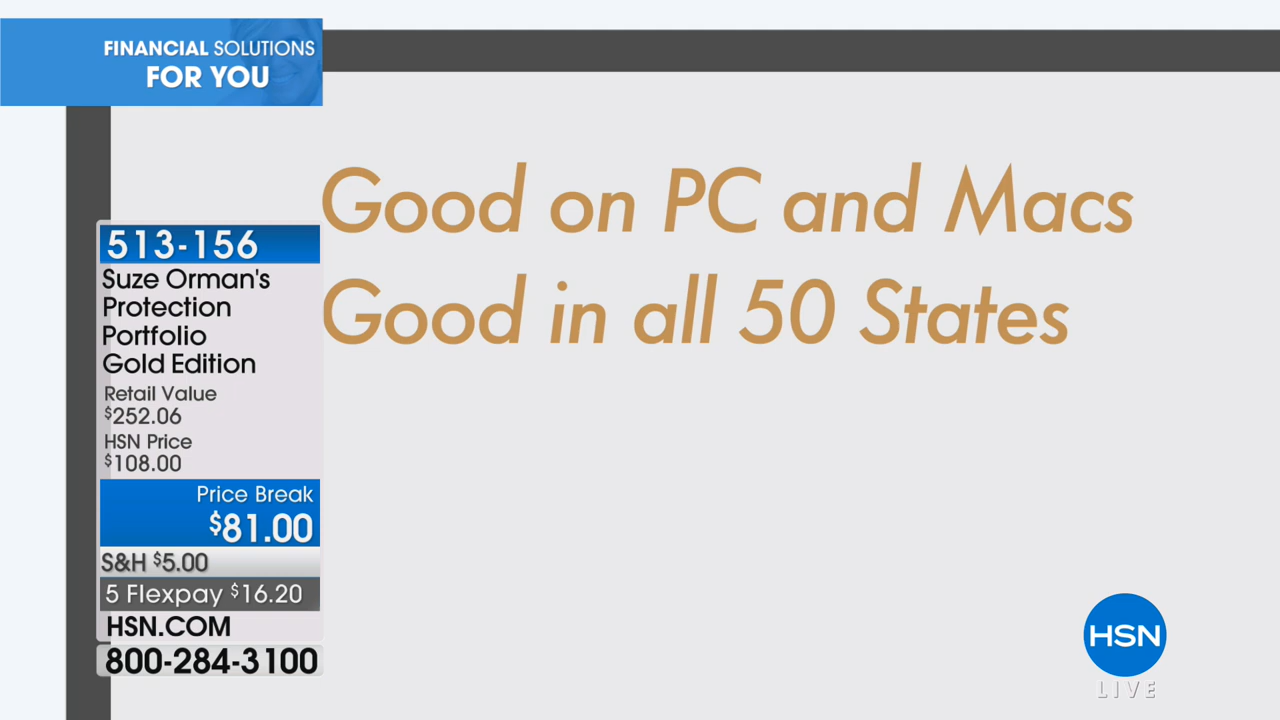 FINANCIAL SOLUTIONS
FOR YOU
Good on PC and Macs
Good in all 50 States
513-156
Suze Orman's
Protection
Portfolio
Gold Edition
Retail Value
$252.06
HSN Price
$108.00
Price Break
$81.00
S&H $5.00
5 Flexpay $16.20
HSN.COM
800-284-3100
HSN
LIVE